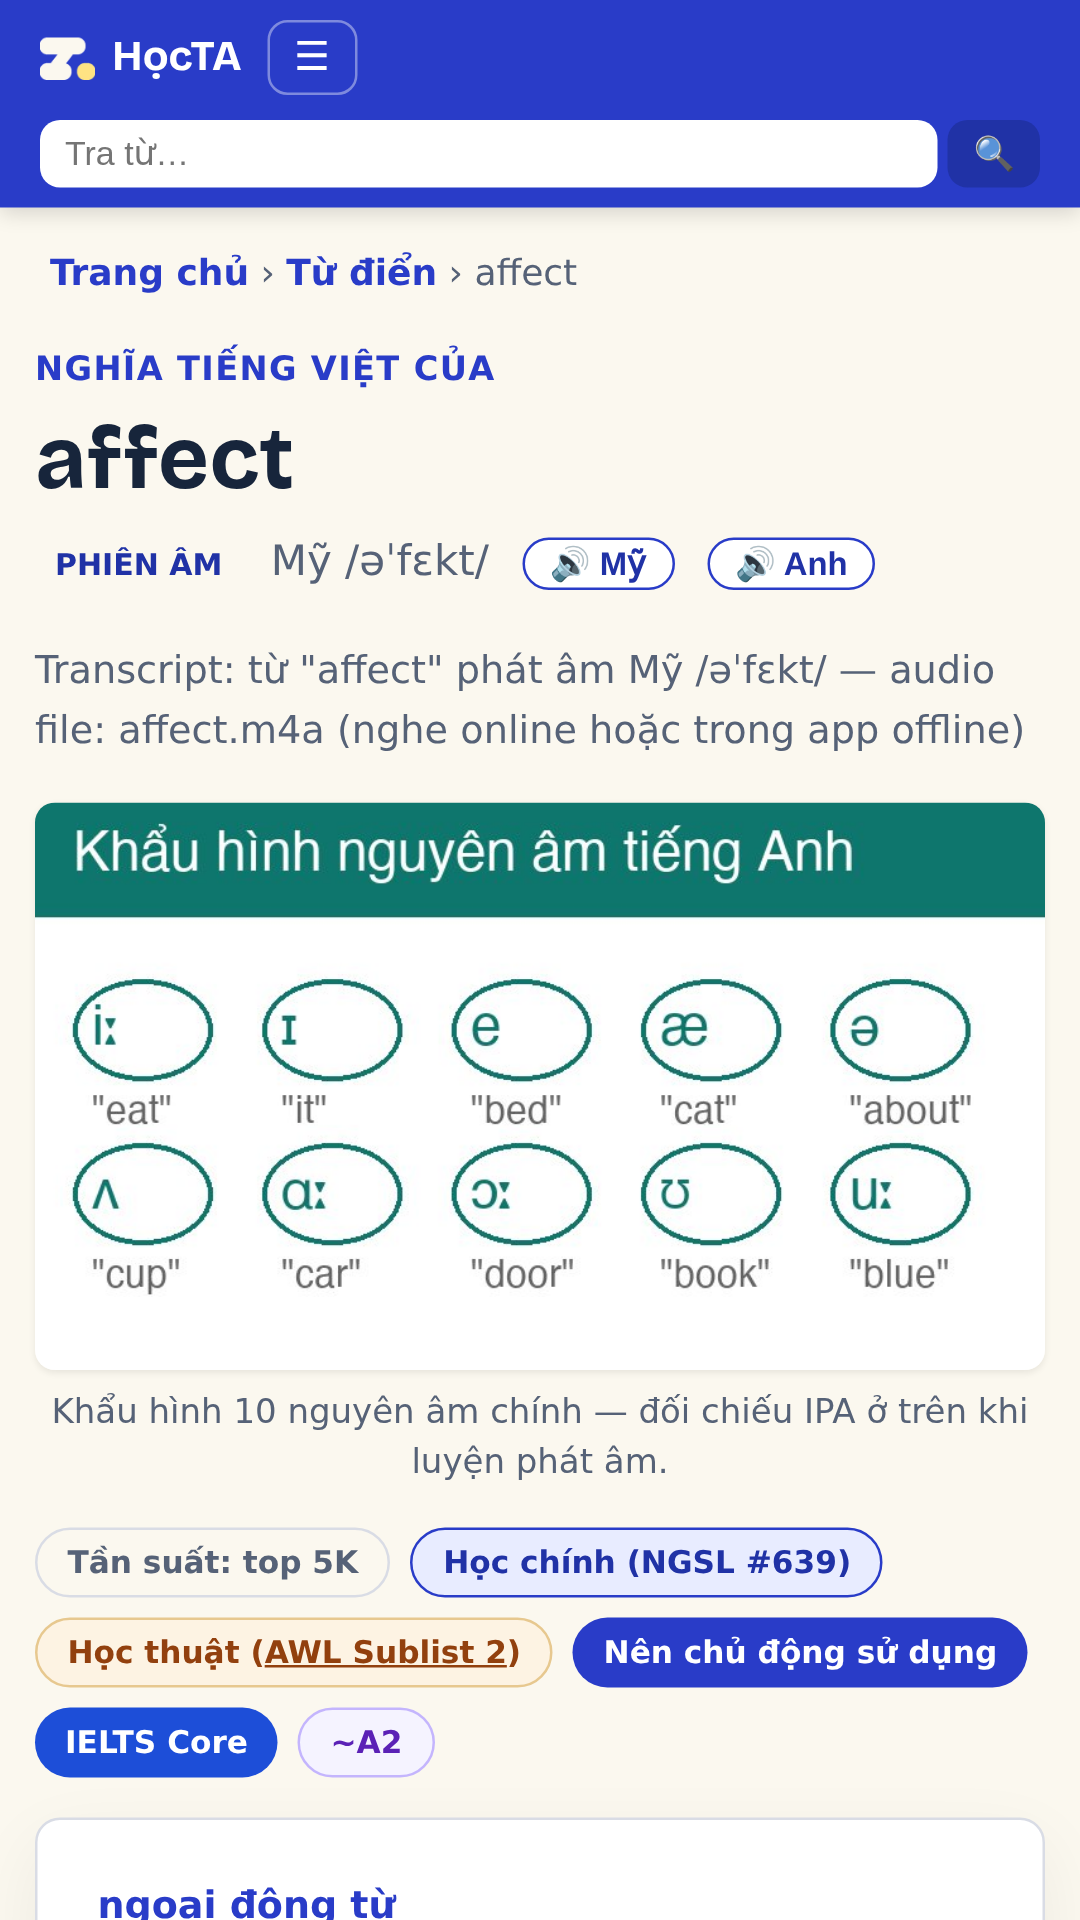 HọcTA
☰
Tra từ...
🔍
Trang chủ › Từ điển › affect
NGHĨA TIẾNG VIỆT CỦA
affect
PHIÊN ÂM Mỹ /əˈfɛkt/ 🔊 Mỹ 🔊 Anh
Transcript: từ "affect" phát âm Mỹ /əˈfɛkt/ — audio
file: affect.m4a (nghe online hoặc trong app offline)
Khẩu hình nguyên âm tiếng Anh
iː ɪ e æ ə
"eat" "it" "bed" "cat" "about"
ʌ ɑː ɔː ʊ uː
"cup" "car" "door" "book" "blue"
Khẩu hình 10 nguyên âm chính — đối chiếu IPA ở trên khi
luyện phát âm.
Tần suất: top 5K Học chính (NGSL #639)
Học thuật (AWL Sublist 2) Nên chủ động sử dụng
IELTS Core ~A2
ngoại động từ